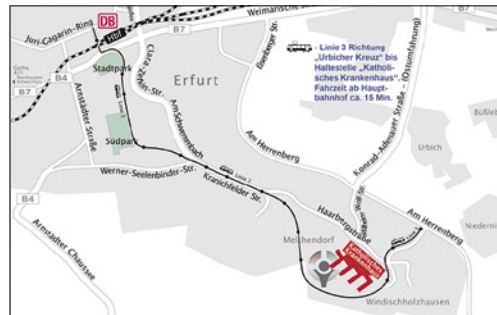 DB
Hbf
Juri-Gagarin-Ring
Weimarische
B7
B7
Stadtpark
Clara-Zetkin-Str.
Erfurt
Eisenberger Str.
- Linie 3 Richtung
„Urbicher Kreuz" bis
Haltestelle „Katholi-
sches Krankenhaus".
Fahrzeit ab Haupt-
bahnhof ca. 15 Min.
Arnstädter Straße
Linie 3
Südpark
Am Schwemmbach
Am Herrenberg
Konrad-Adenauer Straße - (Ostumfahrung)
Urbich
Werner-Seelenbinder-Str.
Kranichfelder Str.
Linie 3
B4
B4
Haarbergstraße
Am Herrenberg
Arnstädter Chaussee
Melchendorf
Katholisches
Krankenhaus
Windischholzhausen